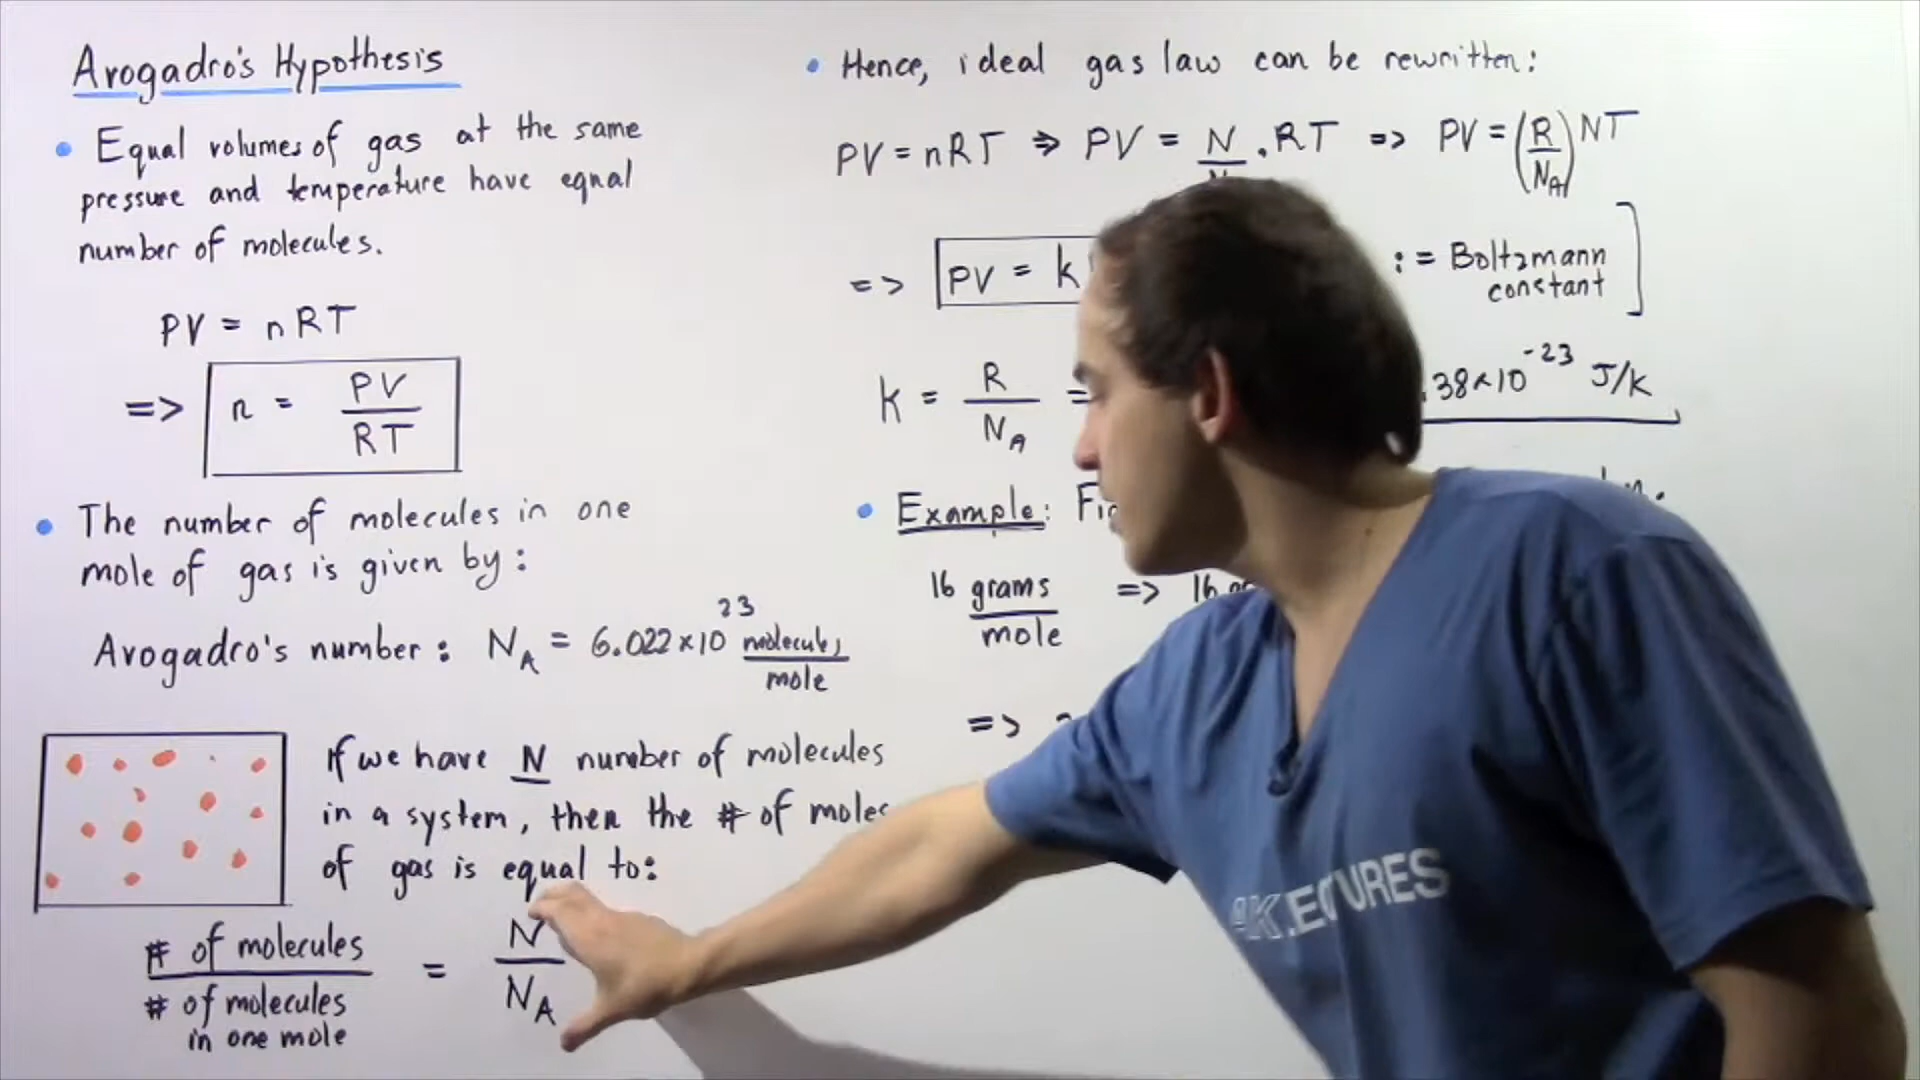 Avogadro's Hypothesis
• Equal volumes of gas at the same
pressure and temperature have equal
number of molecules.
PV = nRT
=> n = PV / RT
• The number of molecules in one
mole of gas is given by:
Avogadro's number: N_A = 6.022×10^23 molecules / mole
If we have N number of molecules
in a system, then the # of moles
of gas is equal to:
# of molecules / # of molecules in one mole = N / N_A
• Hence, ideal gas law can be rewritten:
PV = nRT => PV = N / . RT => PV = (R / N_A) NT
=> PV = k
:= Boltzmann
constant ]
k = R / N_A = .38×10^-23 J/K
• Example:
16 grams / mole => 16
=>
AK LECTURES